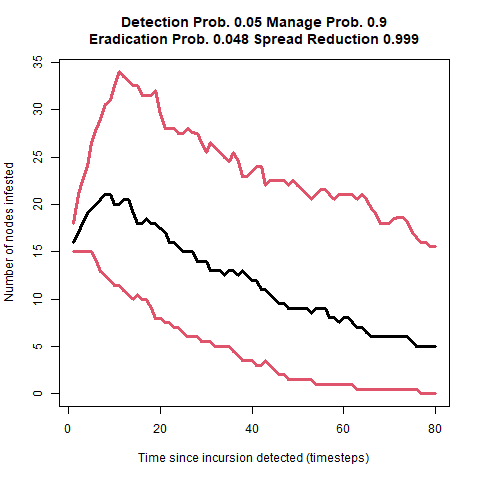 Detection Prob. 0.05 Manage Prob. 0.9
Eradication Prob. 0.048 Spread Reduction 0.999
Number of nodes infested
35
30
25
20
15
10
5
0
0 20 40 60 80
Time since incursion detected (timesteps)